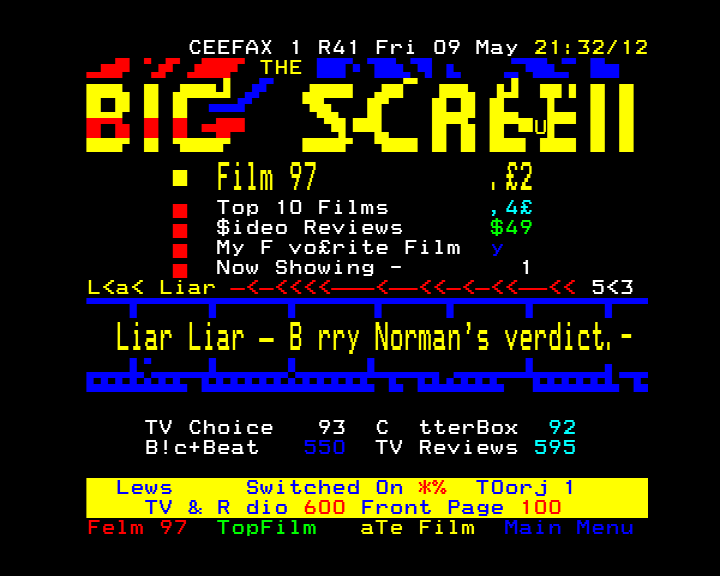 CEEFAX 1 R41 Fri 09 May 21:32/12
THE
BIG SCREEN
u
Film 97 .£2
Top 10 Films ,4£
$ideo Reviews $49
My F vo£rite Film y
Now Showing - 1
L<a< Liar —<—<<<<———<—<<—<—<<——<< 5<3
Liar Liar – B rry Norman's verdict. -
TV Choice 93 C tterBox 92
B!c+Beat 550 TV Reviews 595
Lews Switched On *% TOorj 1
TV & R dio 600 Front Page 100
Felm 97 TopFilm aTe Film Main Menu